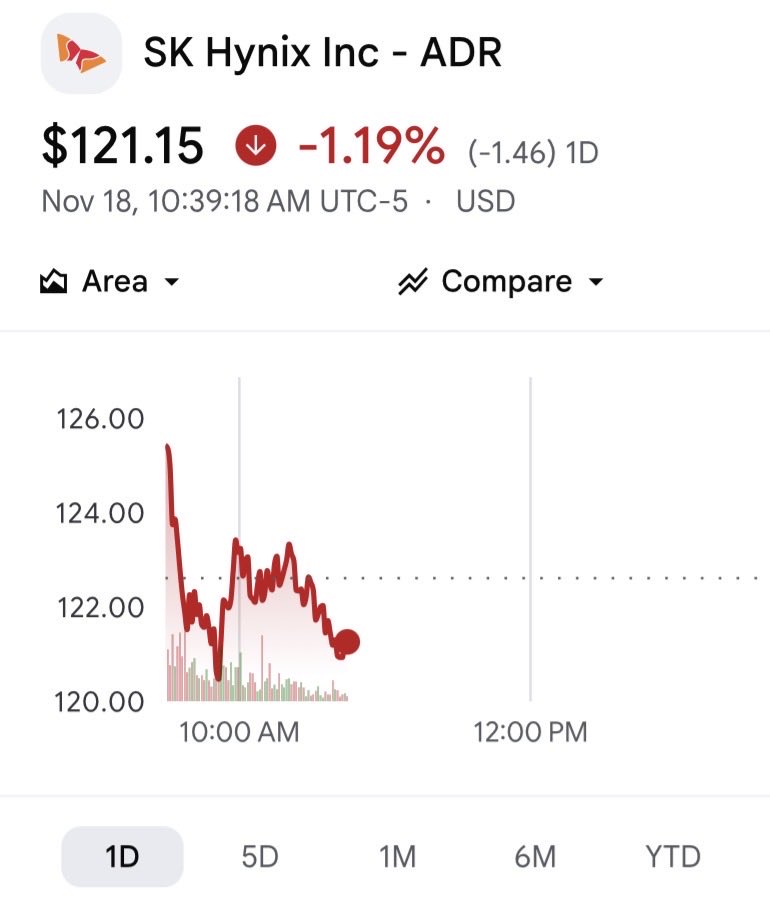 SK Hynix Inc - ADR
$121.15 -1.19% (-1.46) 1D
Nov 18, 10:39:18 AM UTC-5 · USD
Area Compare
126.00
124.00
122.00
120.00
10:00 AM 12:00 PM
1D 5D 1M 6M YTD